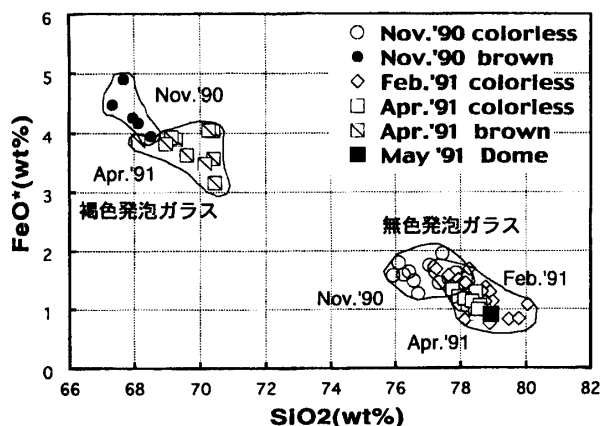 Nov.'90 colorless
Nov.'90 brown
Feb.'91 colorless
Apr.'91 colorless
Apr.'91 brown
May '91 Dome
Nov.'90
Apr.'91
褐色発泡ガラス
無色発泡ガラス
Feb.'91
Nov.'90
Apr.'91
FeO*(wt%)
6
5
4
3
2
1
0
66 68 70 72 74 76 78 80 82
SiO2(wt%)